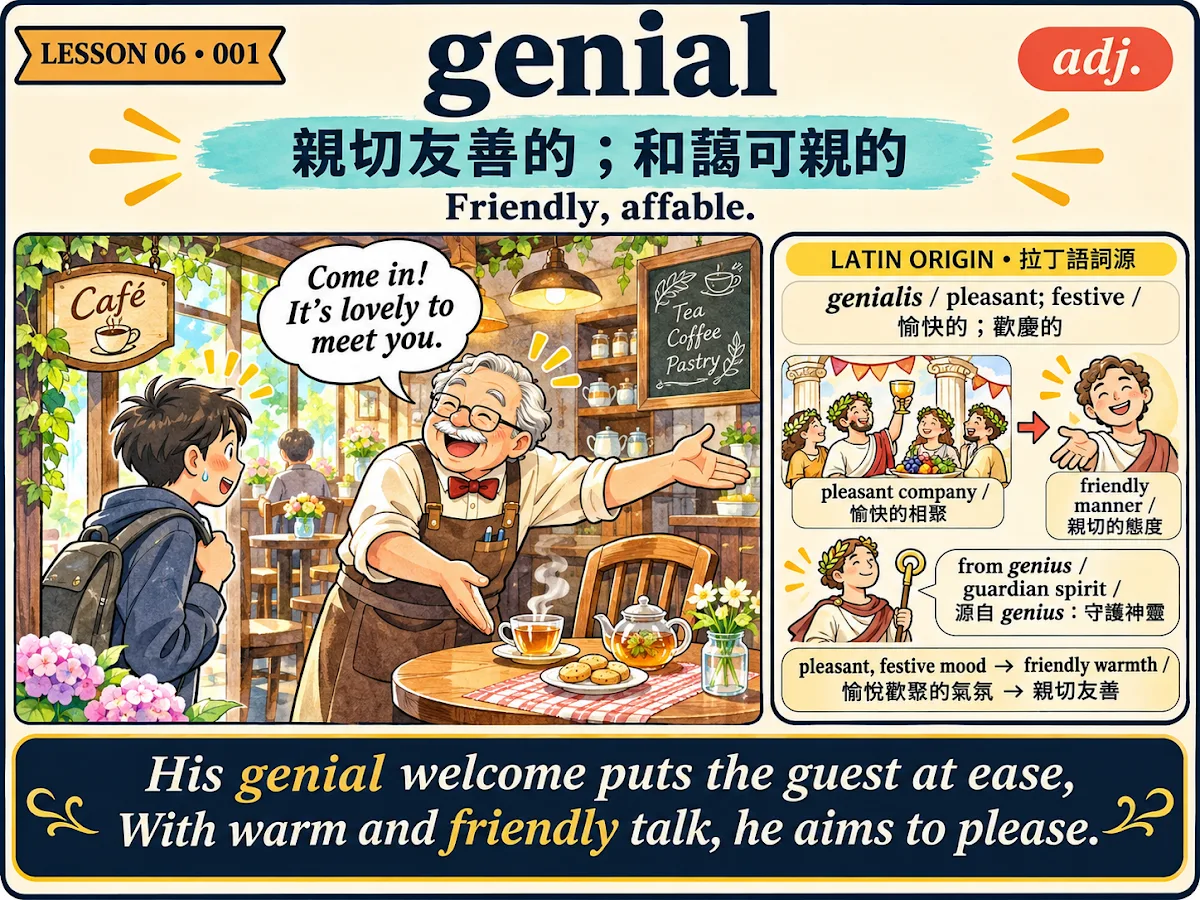 LESSON 06 • 001
genial
adj.
親切友善的；和藹可親的
Friendly, affable.
Café
Come in!
It's lovely to
meet you.
Tea
Coffee
Pastry
LATIN ORIGIN • 拉丁語詞源
genialis / pleasant; festive /
愉快的；歡慶的
pleasant company /
愉快的相聚
friendly
manner /
親切的態度
from genius /
guardian spirit /
源自 genius：守護神靈
pleasant, festive mood → friendly warmth /
愉悅歡聚的氣氛 → 親切友善
His genial welcome puts the guest at ease,
With warm and friendly talk, he aims to please.